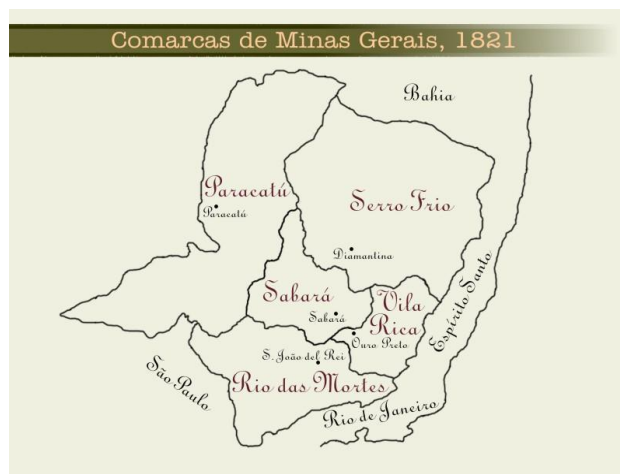 Comarcas de Minas Gerais, 1821
Bahia
Paracatú
Paracatú
Serro Frio
Diamantina
Sabará
Sabará
Vila
Rica
Ouro Preto
Espírito Santo
S. João del Rei
Rio das Mortes
São Paulo
Rio de Janeiro